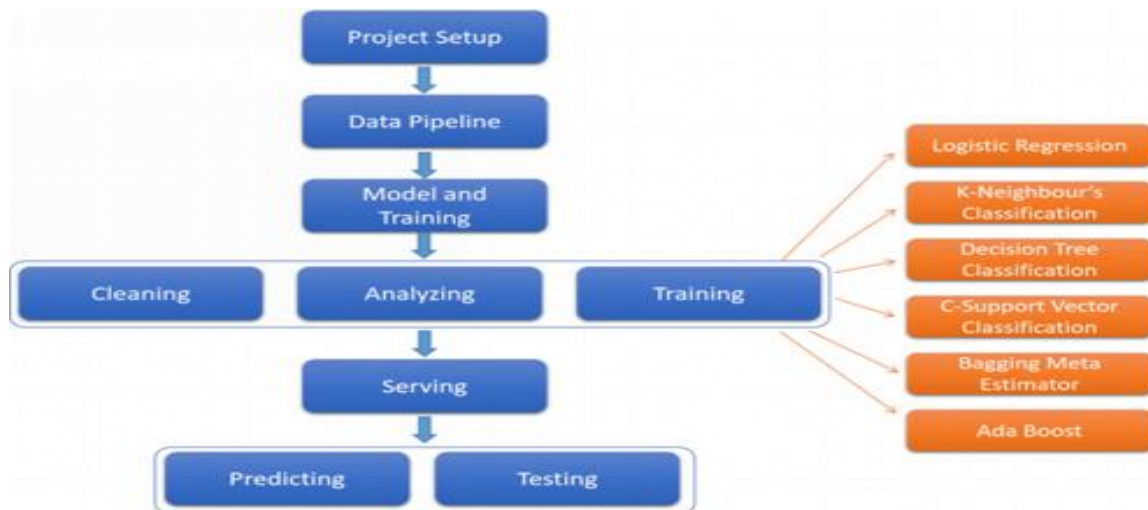 Project Setup
Data Pipeline
Model and
Training
Cleaning
Analyzing
Training
Serving
Predicting
Testing
Logistic Regression
K-Neighbour's
Classification
Decision Tree
Classification
C-Support Vector
Classification
Bagging Meta
Estimator
Ada Boost